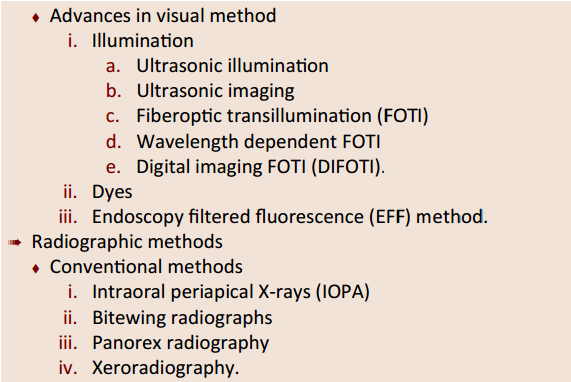 ♦ Advances in visual method
i. Illumination
a. Ultrasonic illumination
b. Ultrasonic imaging
c. Fiberoptic transillumination (FOTI)
d. Wavelength dependent FOTI
e. Digital imaging FOTI (DIFOTI).
ii. Dyes
iii. Endoscopy filtered fluorescence (EFF) method.
➠ Radiographic methods
♦ Conventional methods
i. Intraoral periapical X-rays (IOPA)
ii. Bitewing radiographs
iii. Panorex radiography
iv. Xeroradiography.